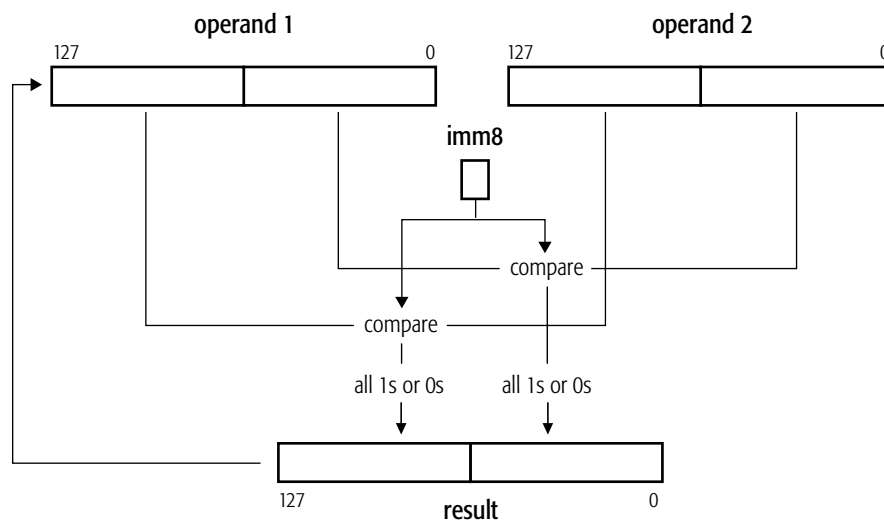 operand 1 operand 2
127 0 127 0
imm8
compare
compare
all 1s or 0s all 1s or 0s
127 result 0